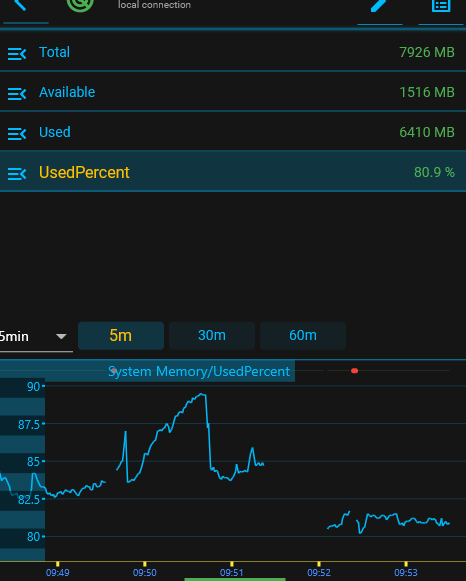 local connection
Total 7926 MB
Available 1516 MB
Used 6410 MB
UsedPercent 80.9 %
5min 5m 30m 60m
System Memory/UsedPercent
90
87.5
85
82.5
80
09:49 09:50 09:51 09:52 09:53